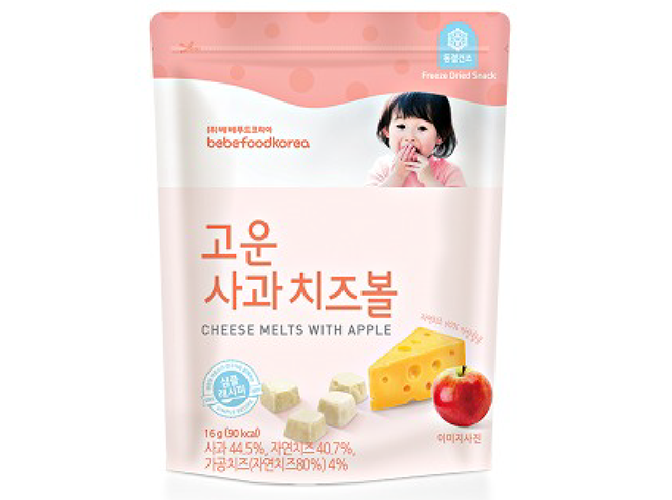 동결건조
Freeze Dried Snack
(주)베베푸드코리아
bebefoodkorea
고운
사과 치즈볼
CHEESE MELTS WITH APPLE
심플
레시피
16 g (90 kcal)
사과 44.5%, 자연치즈 40.7%,
가공치즈(자연치즈80%) 4%
이미지사진